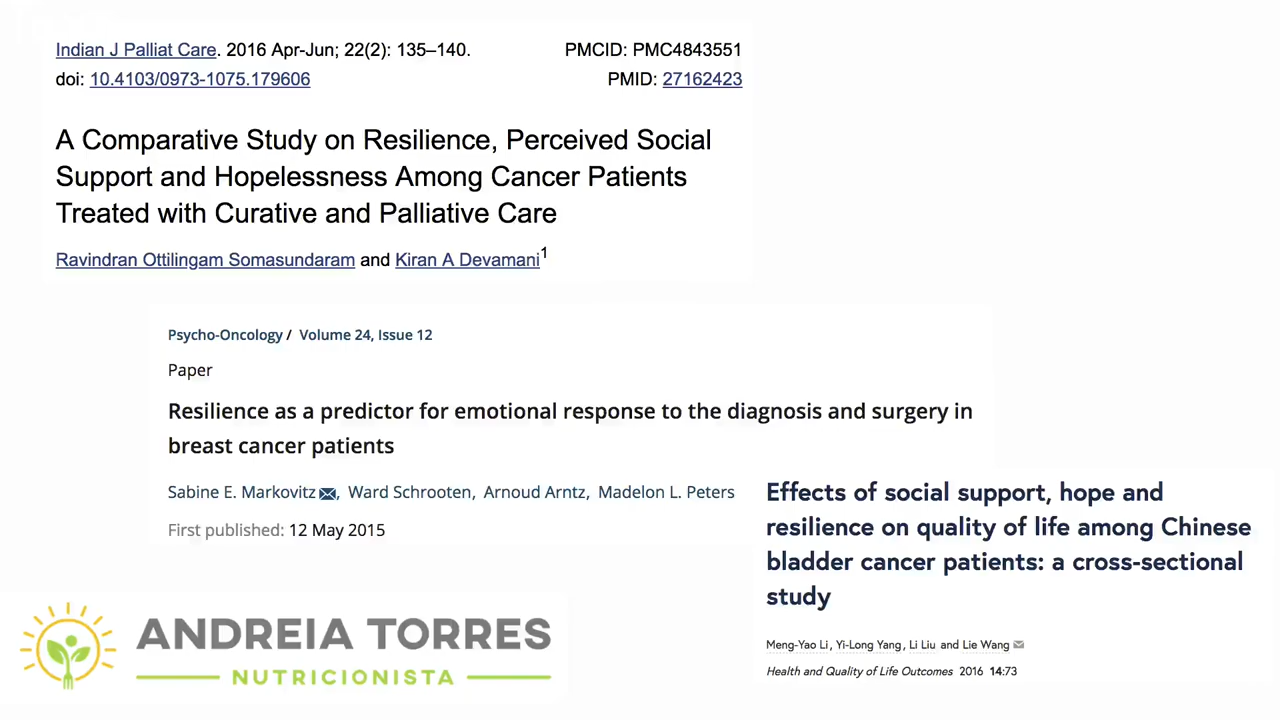 Indian J Palliat Care. 2016 Apr-Jun; 22(2): 135–140.
PMCID: PMC4843551
doi: 10.4103/0973-1075.179606
PMID: 27162423
A Comparative Study on Resilience, Perceived Social
Support and Hopelessness Among Cancer Patients
Treated with Curative and Palliative Care
Ravindran Ottilingam Somasundaram and Kiran A Devamani1
Psycho-Oncology / Volume 24, Issue 12
Paper
Resilience as a predictor for emotional response to the diagnosis and surgery in
breast cancer patients
Sabine E. Markovitz, Ward Schrooten, Arnoud Arntz, Madelon L. Peters
First published: 12 May 2015
Effects of social support, hope and
resilience on quality of life among Chinese
bladder cancer patients: a cross-sectional
study
Meng-Yao Li, Yi-Long Yang, Li Liu and Lie Wang
Health and Quality of Life Outcomes 2016 14:73
ANDREIA TORRES
NUTRICIONISTA